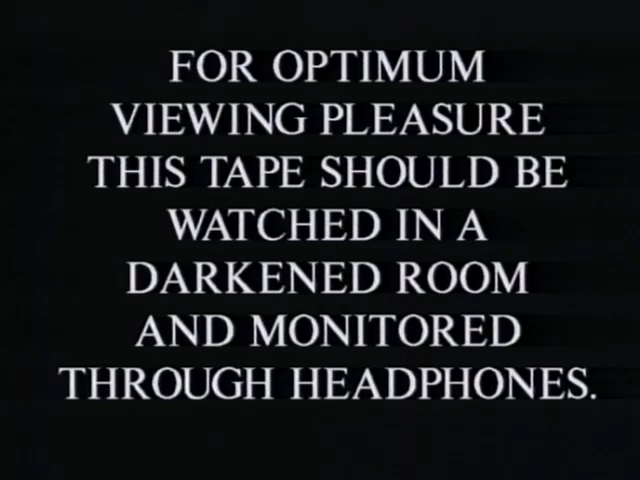 FOR OPTIMUM
VIEWING PLEASURE
THIS TAPE SHOULD BE
WATCHED IN A
DARKENED ROOM
AND MONITORED
THROUGH HEADPHONES.